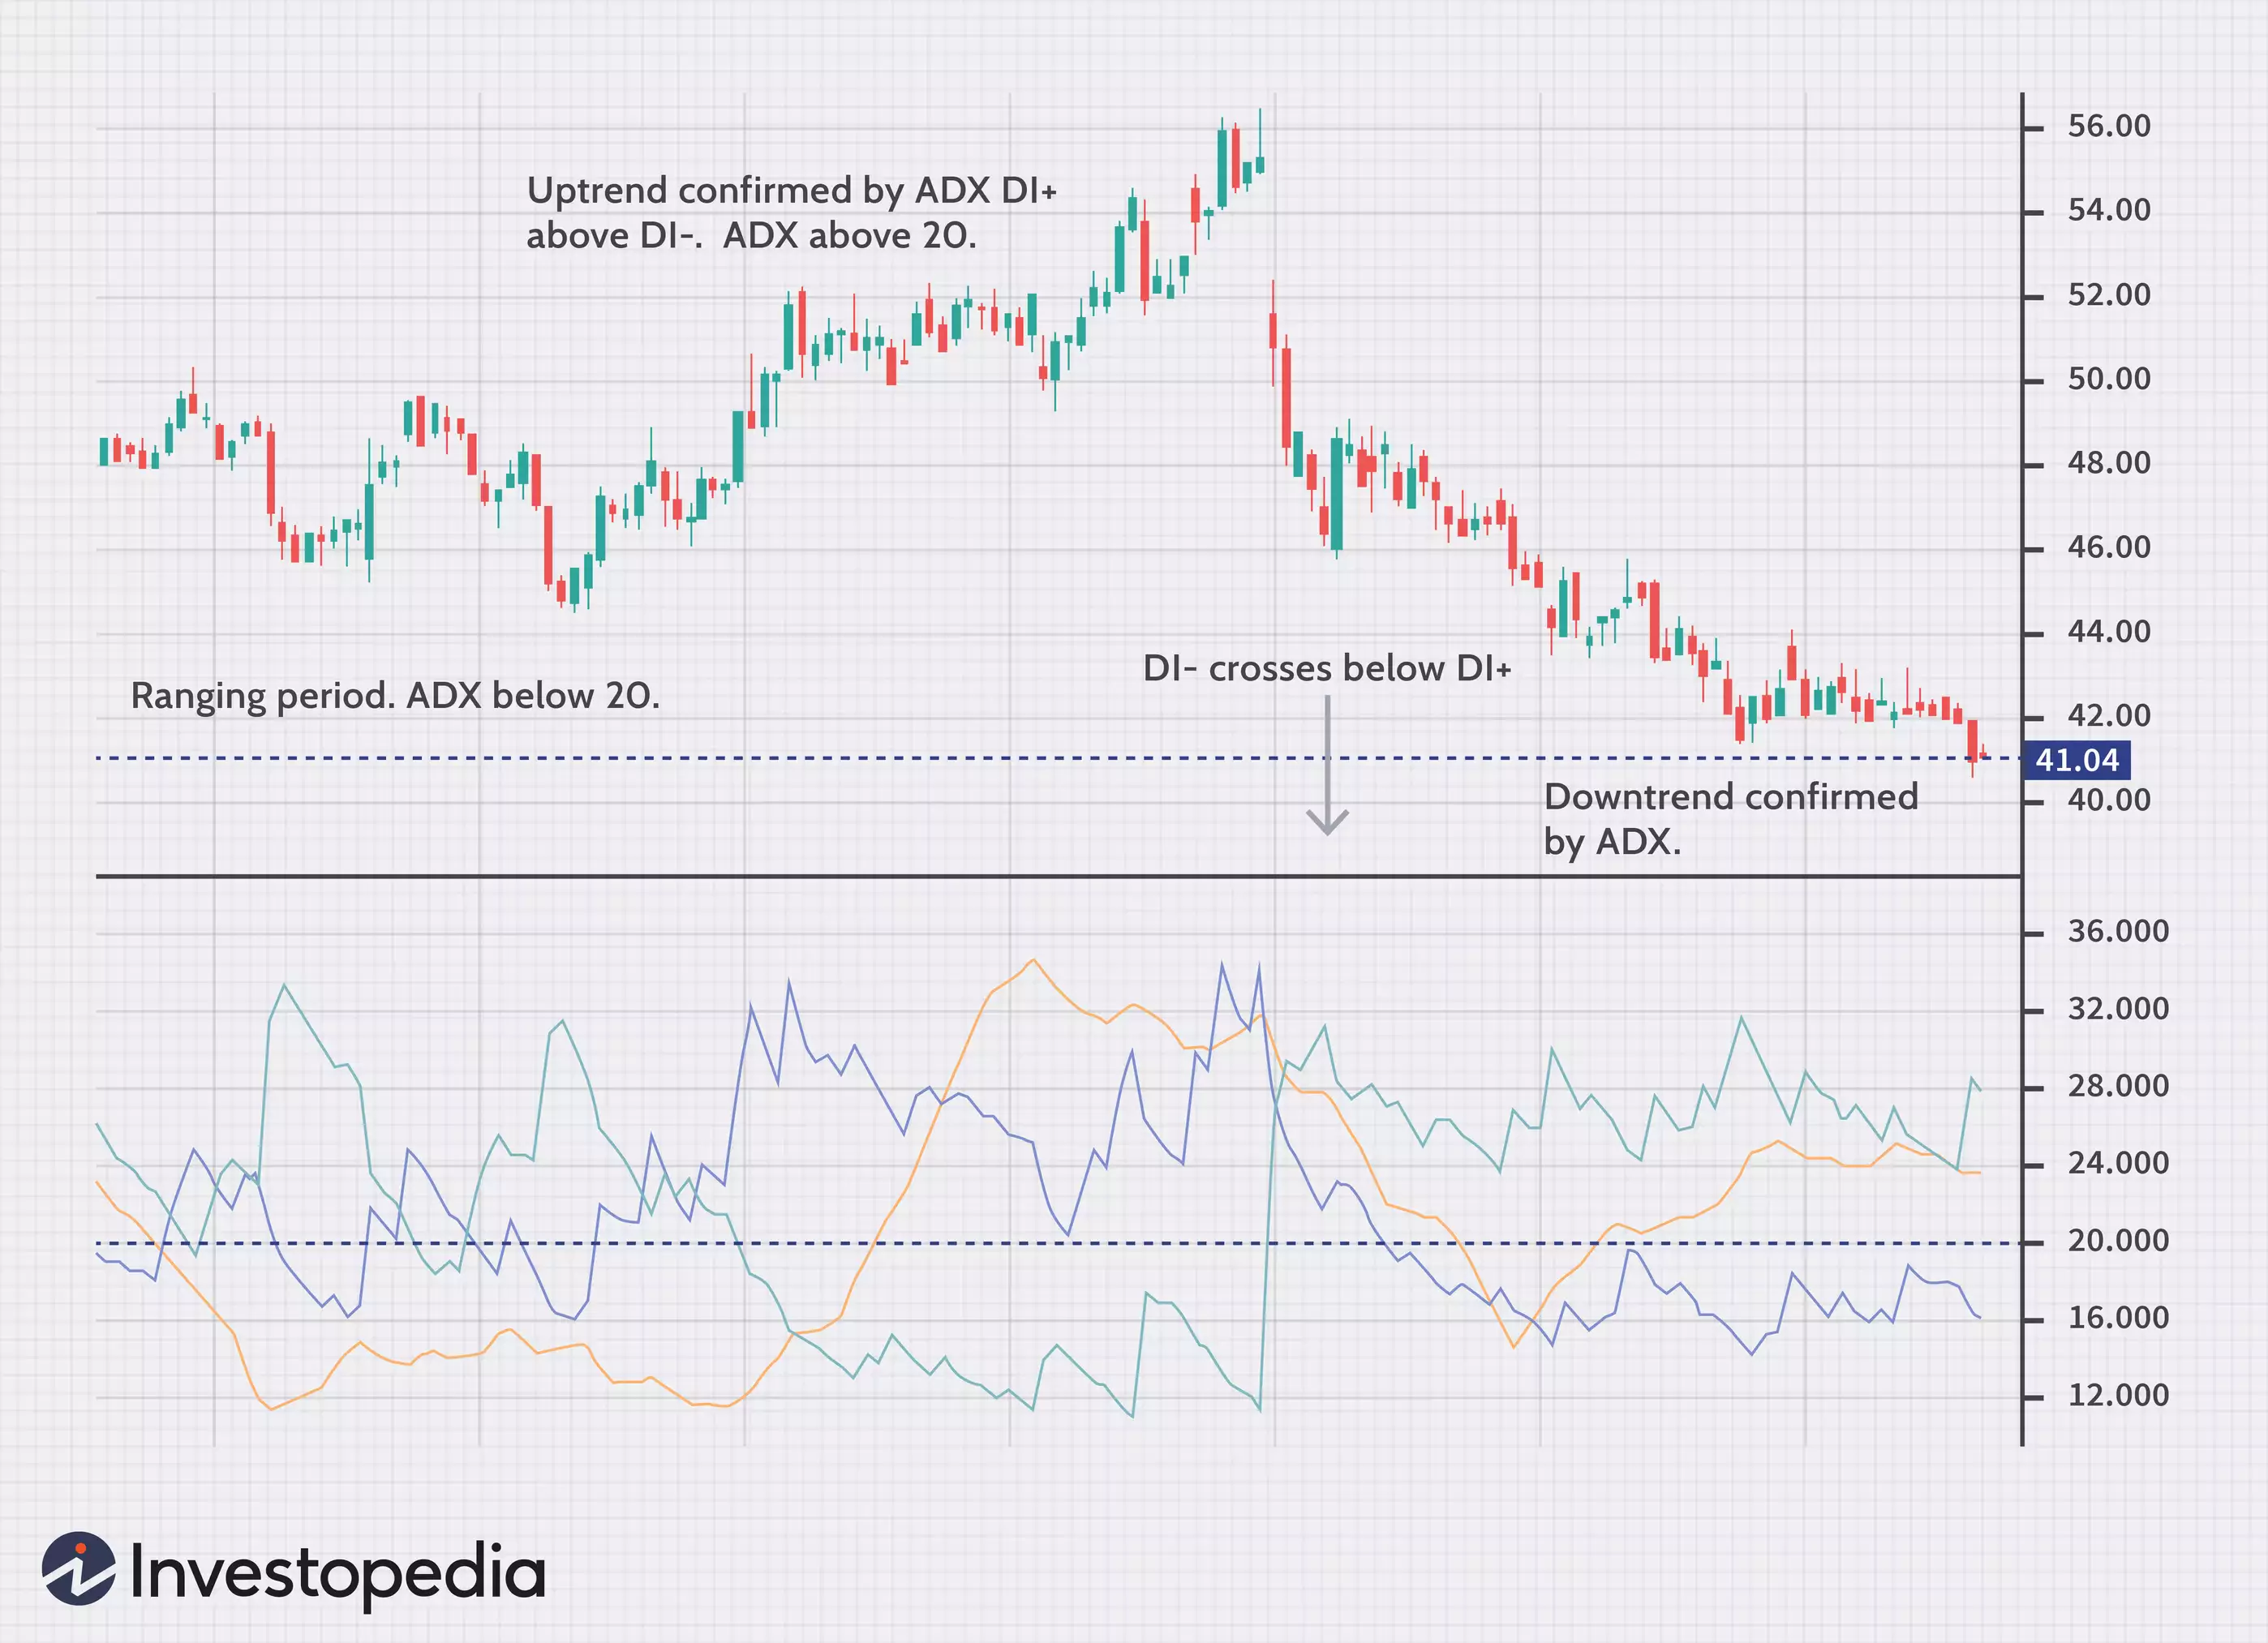 56.00
Uptrend confirmed by ADX DI+
above DI-. ADX above 20.
54.00
52.00
50.00
48.00
46.00
44.00
DI- crosses below DI+
Ranging period. ADX below 20.
42.00
41.04
Downtrend confirmed
by ADX.
40.00
36.000
32.000
28.000
24.000
20.000
16.000
12.000
Investopedia